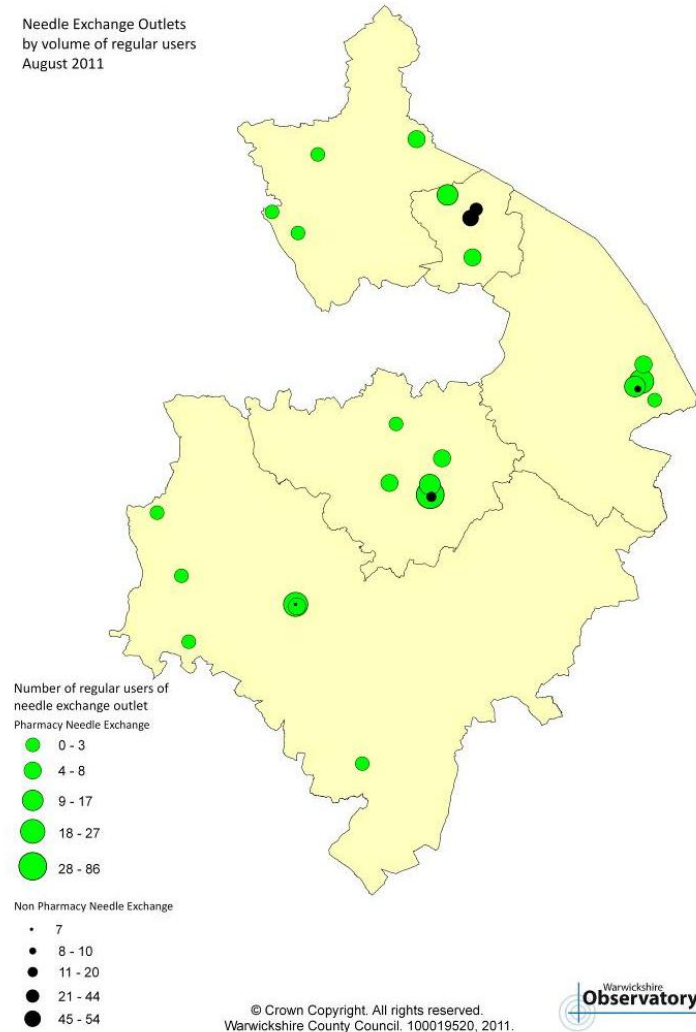 Needle Exchange Outlets
by volume of regular users
August 2011
Number of regular users of
needle exchange outlet
Pharmacy Needle Exchange
0 - 3
4 - 8
9 - 17
18 - 27
28 - 86
Non Pharmacy Needle Exchange
7
8 - 10
11 - 20
21 - 44
45 - 54
© Crown Copyright. All rights reserved.
Warwickshire County Council. 100019520, 2011.
Warwickshire
Observatory